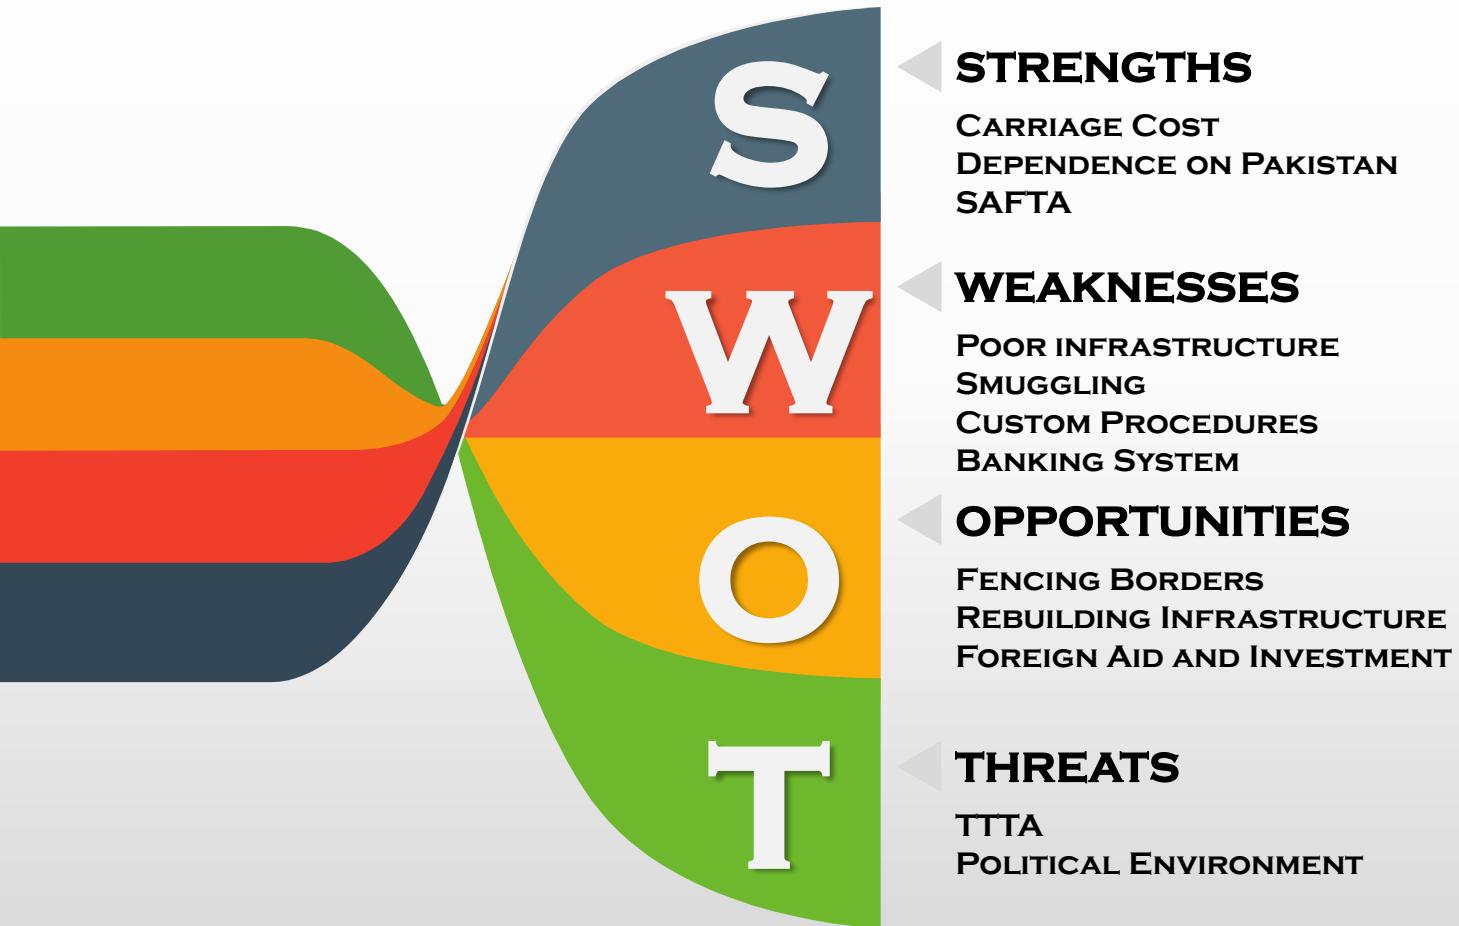 S
STRENGTHS
Carriage Cost
Dependence on Pakistan
SAFTA
W
WEAKNESSES
Poor infrastructure
Smuggling
Custom Procedures
Banking System
O
OPPORTUNITIES
Fencing Borders
Rebuilding Infrastructure
Foreign Aid and Investment
T
THREATS
TTTA
Political Environment